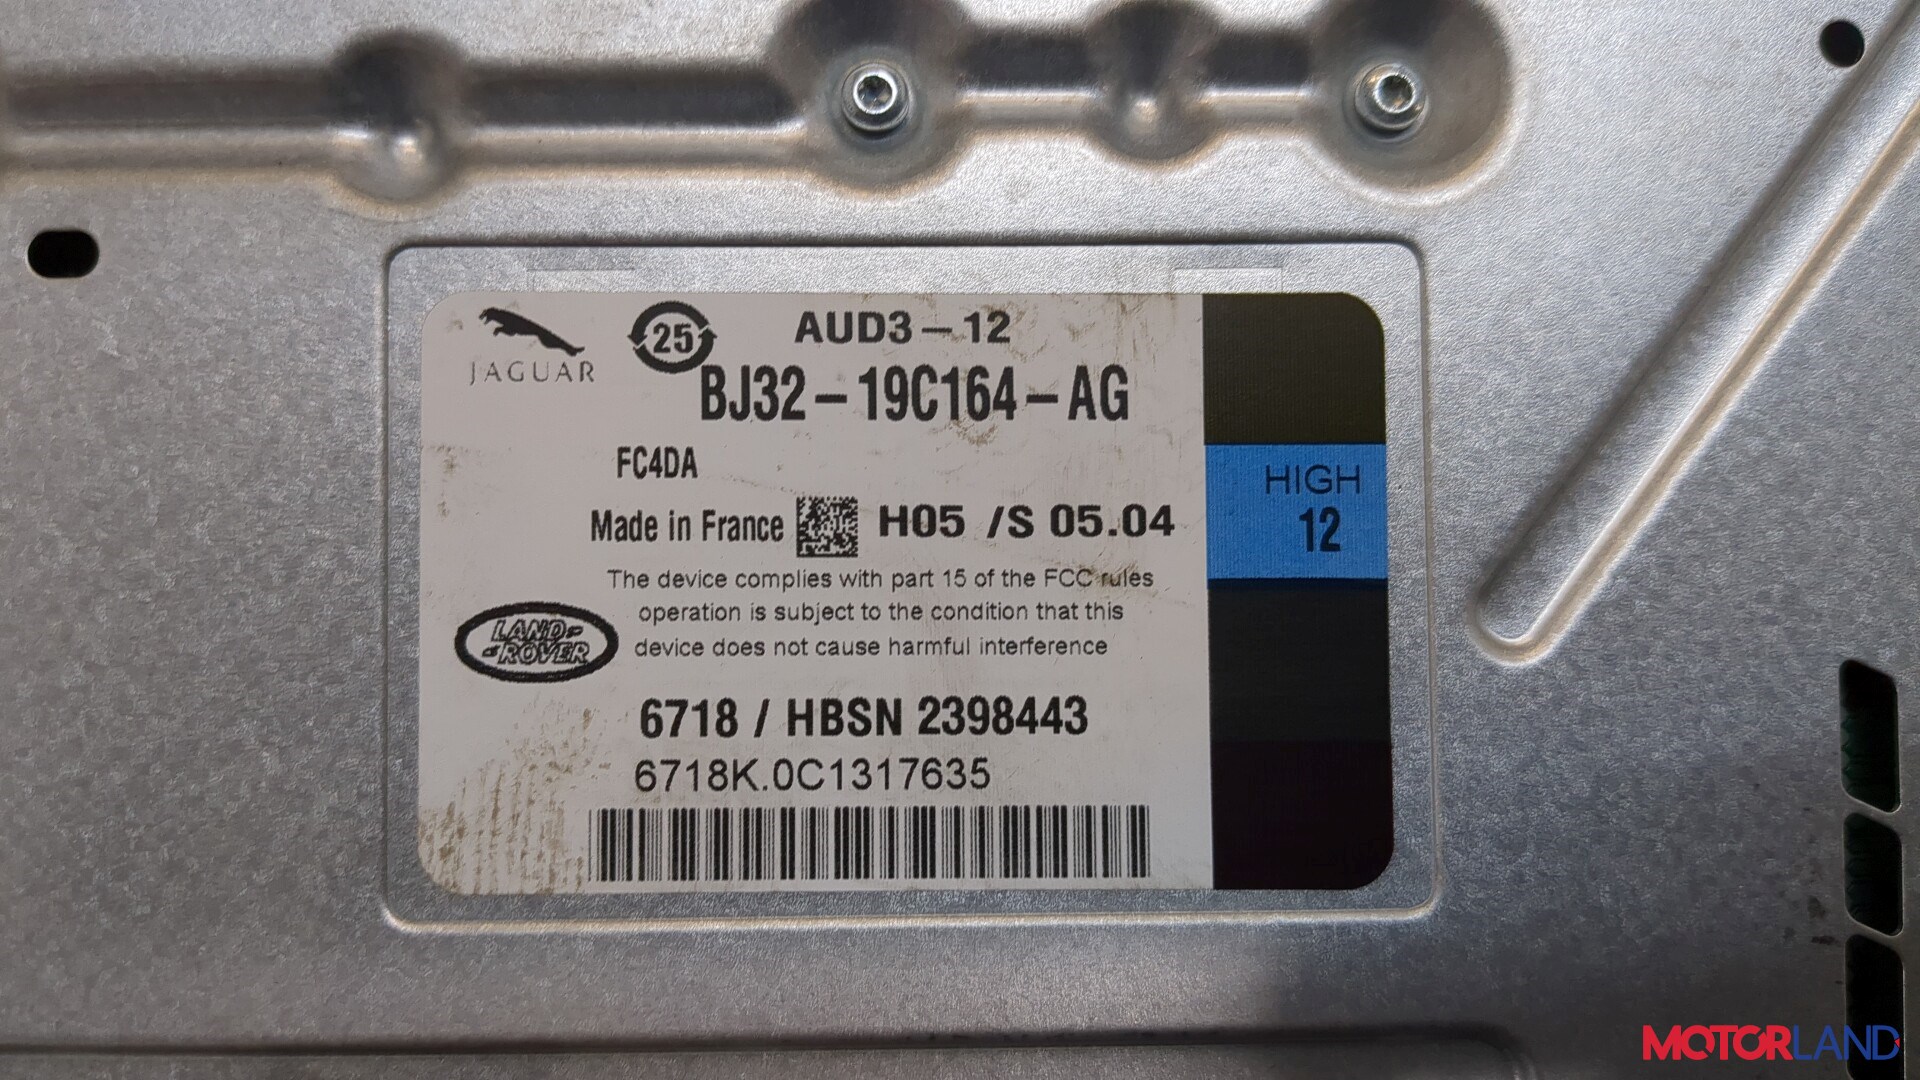 JAGUAR
25
AUD3-12
BJ32-19C164-AG
FC4DA
Made in France H05 /S 05.04
HIGH
12
The device complies with part 15 of the FCC rules
operation is subject to the condition that this
device does not cause harmful interference
LAND-
-ROVER
6718 / HBSN 2398443
6718K.0C1317635
MOTORLAND